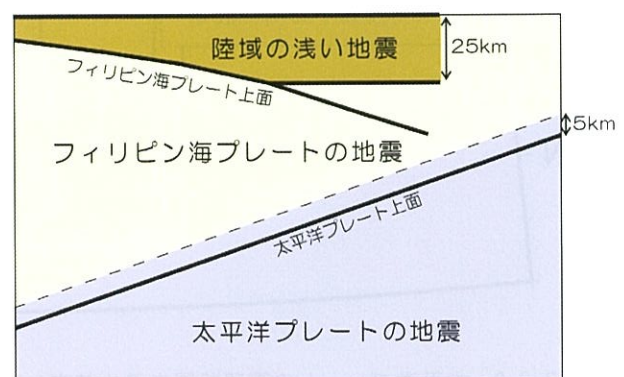 陸域の浅い地震
25km
フィリピン海プレート上面
5km
フィリピン海プレートの地震
太平洋プレート上面
太平洋プレートの地震